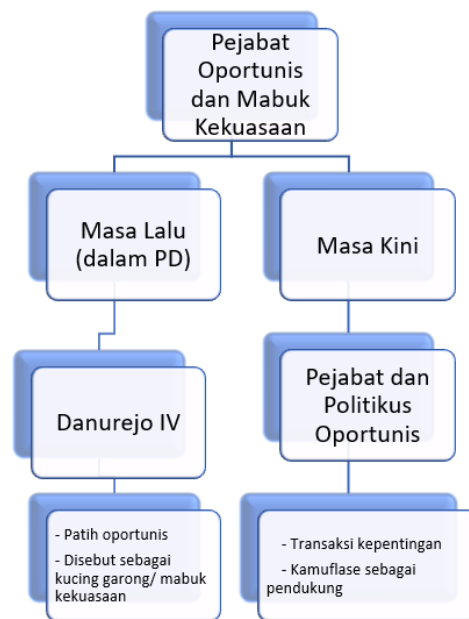 Pejabat
Oportunis
dan Mabuk
Kekuasaan
Masa Lalu
(dalam PD)
Masa Kini
Danurejo IV
Pejabat dan
Politikus
Oportunis
- Patih oportunis
- Disebut sebagai
kucing garong/ mabuk
kekuasaan
- Transaksi kepentingan
- Kamuflase sebagai
pendukung